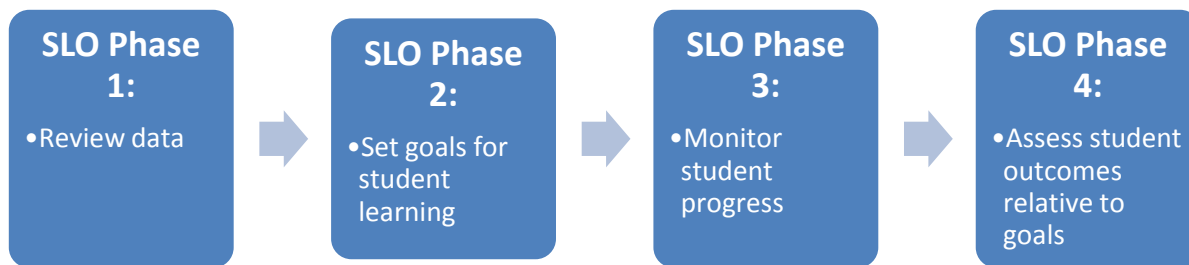 SLO Phase
1:
•Review data
SLO Phase
2:
•Set goals for
student
learning
SLO Phase
3:
•Monitor
student
progress
SLO Phase
4:
•Assess student
outcomes
relative to
goals